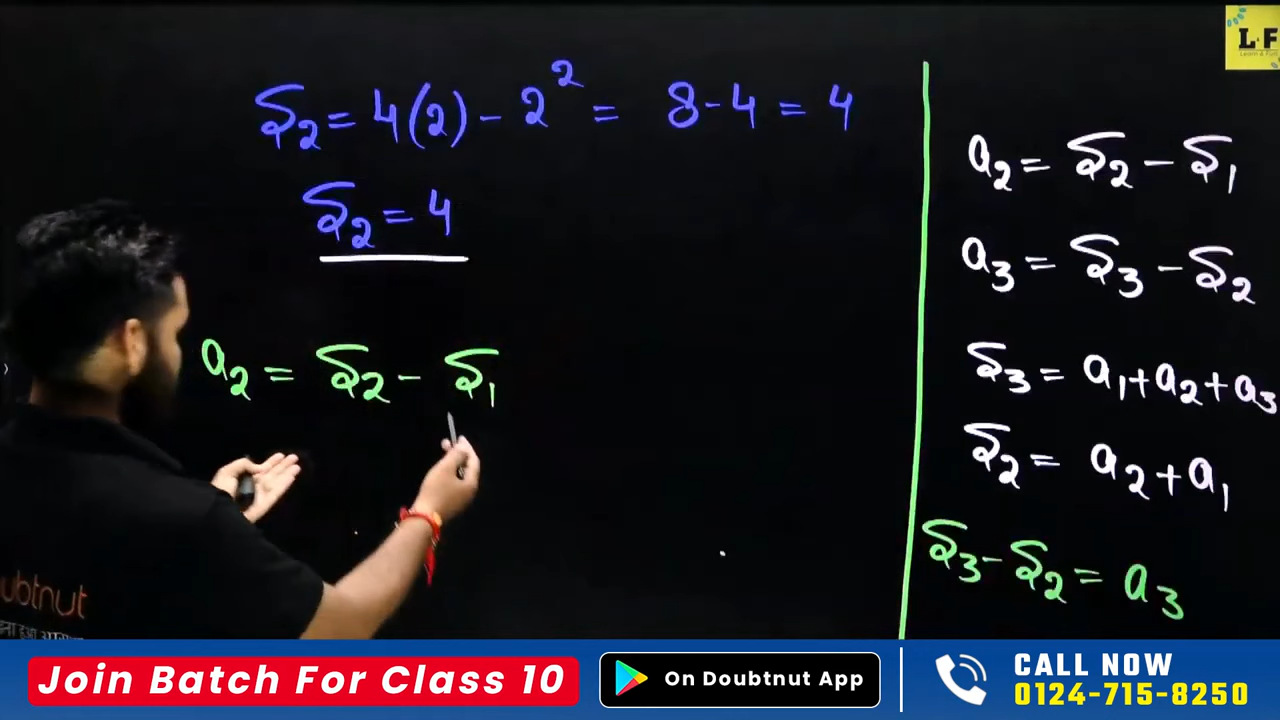 S₂ = 4(2) - 2² = 8 - 4 = 4
S₂ = 4
a₂ = S₂ - S₁
a₂ = S₂ - S₁
a₃ = S₃ - S₂
S₃ = a₁ + a₂ + a₃
S₂ = a₂ + a₁
S₃ - S₂ = a₃
L F
ubtnut
Join Batch For Class 10
On Doubtnut App
CALL NOW
0124-715-8250